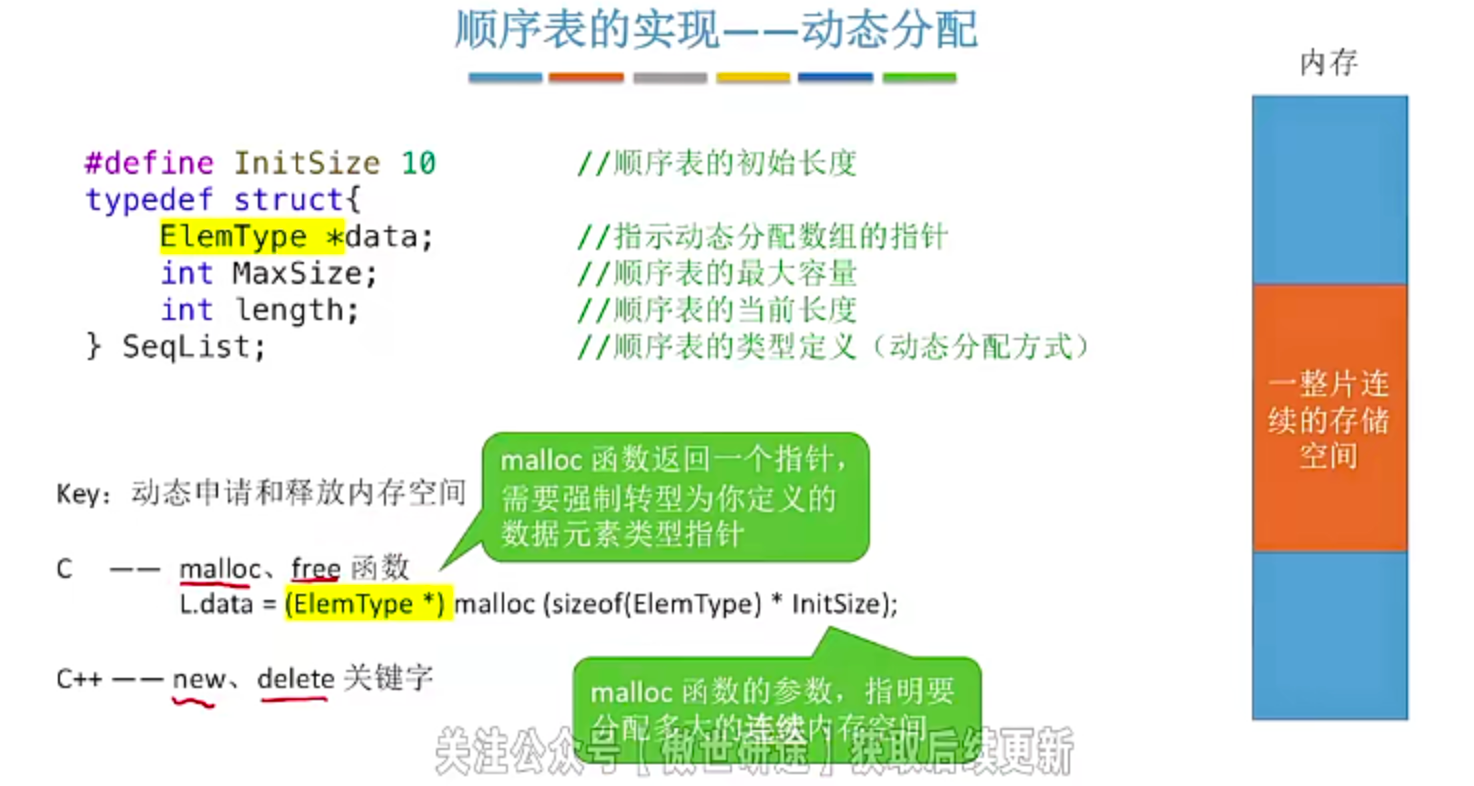 顺序表的实现——动态分配
内存
#define InitSize 10 //顺序表的初始长度
typedef struct{
ElemType *data; //指示动态分配数组的指针
int MaxSize; //顺序表的最大容量
int length; //顺序表的当前长度
} SeqList; //顺序表的类型定义（动态分配方式）
一整片连
续的存储
空间
malloc 函数返回一个指针，
需要强制转型为你定义的
数据元素类型指针
Key：动态申请和释放内存空间
C —— malloc、free 函数
L.data = (ElemType *) malloc (sizeof(ElemType) * InitSize);
C++ —— new、delete 关键字
malloc 函数的参数，指明要
分配多大的连续内存空间
关注公众号【傲世研途】获取后续更新